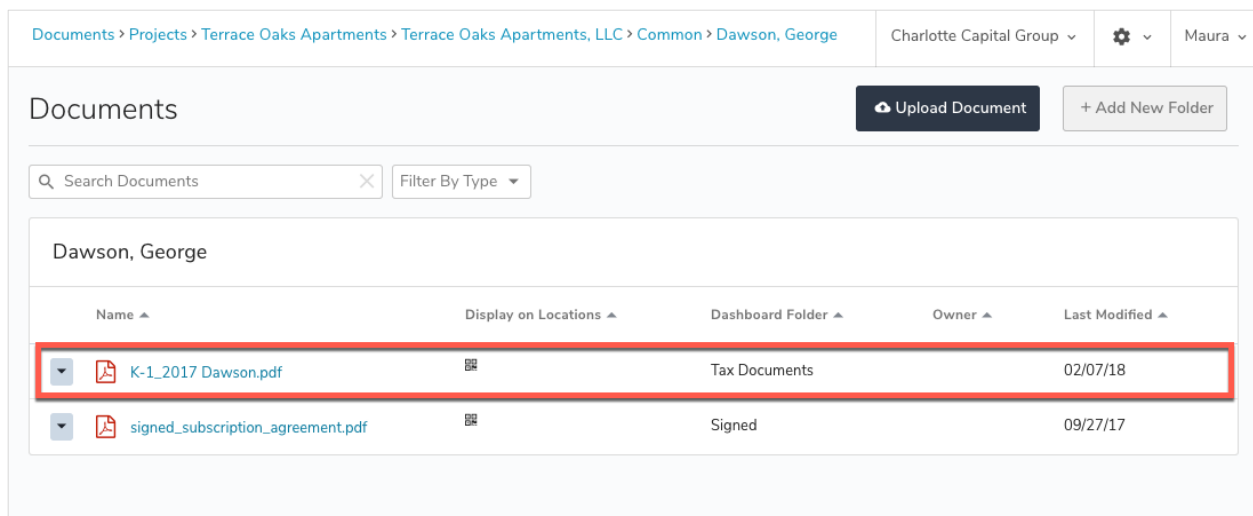 Documents > Projects > Terrace Oaks Apartments > Terrace Oaks Apartments, LLC > Common > Dawson, George Charlotte Capital Group Maura
Documents Upload Document + Add New Folder
Search Documents Filter By Type
Dawson, George
Name Display on Locations Dashboard Folder Owner Last Modified
K-1_2017 Dawson.pdf Tax Documents 02/07/18
signed_subscription_agreement.pdf Signed 09/27/17